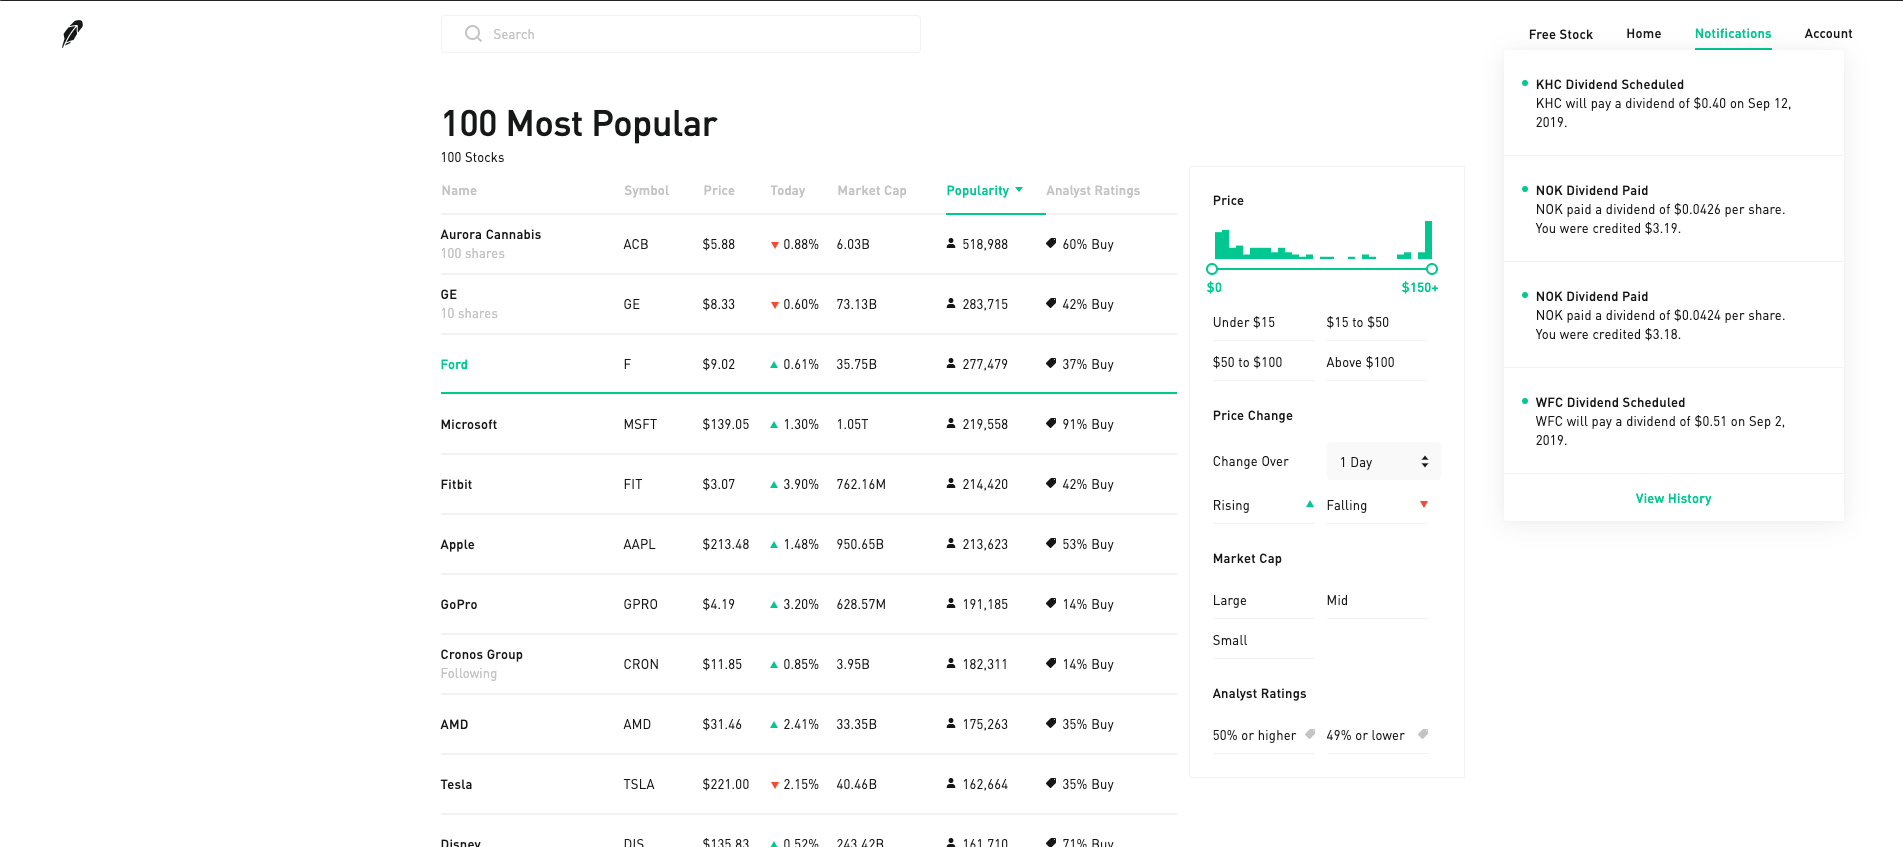 Search
Free Stock Home Notifications Account
100 Most Popular
100 Stocks
Name Symbol Price Today Market Cap Popularity Analyst Ratings
Aurora Cannabis
100 shares
ACB $5.88 0.88% 6.03B 518,988 60% Buy
GE
10 shares
GE $8.33 0.60% 73.13B 283,715 42% Buy
Ford F $9.02 0.61% 35.75B 277,479 37% Buy
Microsoft MSFT $139.05 1.30% 1.05T 219,558 91% Buy
Fitbit FIT $3.07 3.90% 762.16M 214,420 42% Buy
Apple AAPL $213.48 1.48% 950.65B 213,623 53% Buy
GoPro GPRO $4.19 3.20% 628.57M 191,185 14% Buy
Cronos Group
Following
CRON $11.85 0.85% 3.95B 182,311 14% Buy
AMD AMD $31.46 2.41% 33.35B 175,263 35% Buy
Tesla TSLA $221.00 2.15% 40.46B 162,664 35% Buy
Disney DIS $135.83 0.52% 243.42B 161,710 71% Buy
Price
$0 $150+
Under $15 $15 to $50
$50 to $100 Above $100
Price Change
Change Over 1 Day
Rising Falling
Market Cap
Large Mid
Small
Analyst Ratings
50% or higher 49% or lower
KHC Dividend Scheduled
KHC will pay a dividend of $0.40 on Sep 12,
2019.
NOK Dividend Paid
NOK paid a dividend of $0.0426 per share.
You were credited $3.19.
NOK Dividend Paid
NOK paid a dividend of $0.0424 per share.
You were credited $3.18.
WFC Dividend Scheduled
WFC will pay a dividend of $0.51 on Sep 2,
2019.
View History